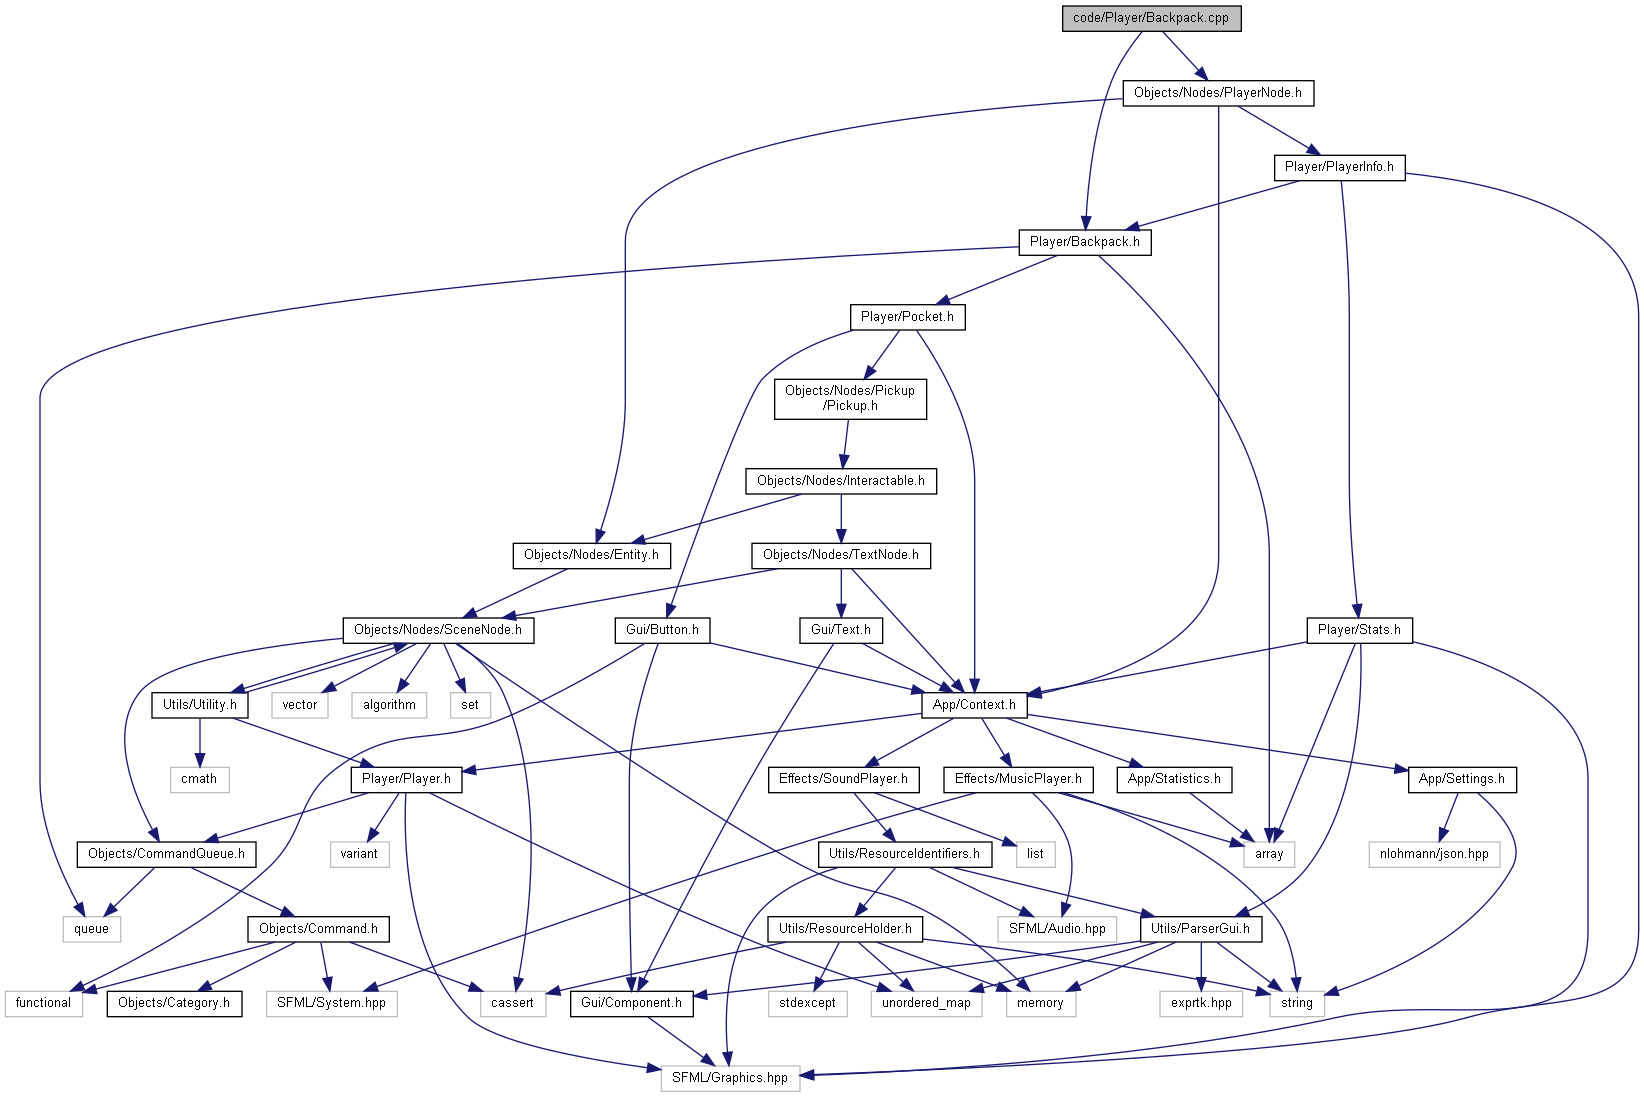 code/Player/Backpack.cpp
Objects/Nodes/PlayerNode.h
Player/PlayerInfo.h
Player/Backpack.h
Player/Pocket.h
Objects/Nodes/Pickup
/Pickup.h
Objects/Nodes/Interactable.h
Objects/Nodes/Entity.h
Objects/Nodes/TextNode.h
Objects/Nodes/SceneNode.h
Gui/Button.h
Gui/Text.h
Player/Stats.h
Utils/Utility.h
vector
algorithm
set
App/Context.h
cmath
Player/Player.h
Effects/SoundPlayer.h
Effects/MusicPlayer.h
App/Statistics.h
App/Settings.h
Objects/CommandQueue.h
variant
Utils/ResourceIdentifiers.h
list
array
nlohmann/json.hpp
queue
Objects/Command.h
Utils/ResourceHolder.h
SFML/Audio.hpp
Utils/ParserGui.h
functional
Objects/Category.h
SFML/System.hpp
cassert
Gui/Component.h
stdexcept
unordered_map
memory
exprtk.hpp
string
SFML/Graphics.hpp